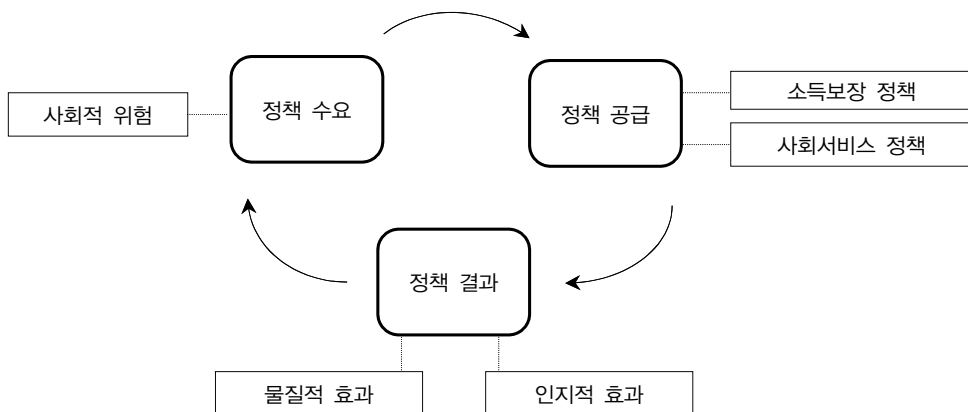 사회적 위험
정책 수요
정책 공급
소득보장 정책
사회서비스 정책
정책 결과
물질적 효과
인지적 효과